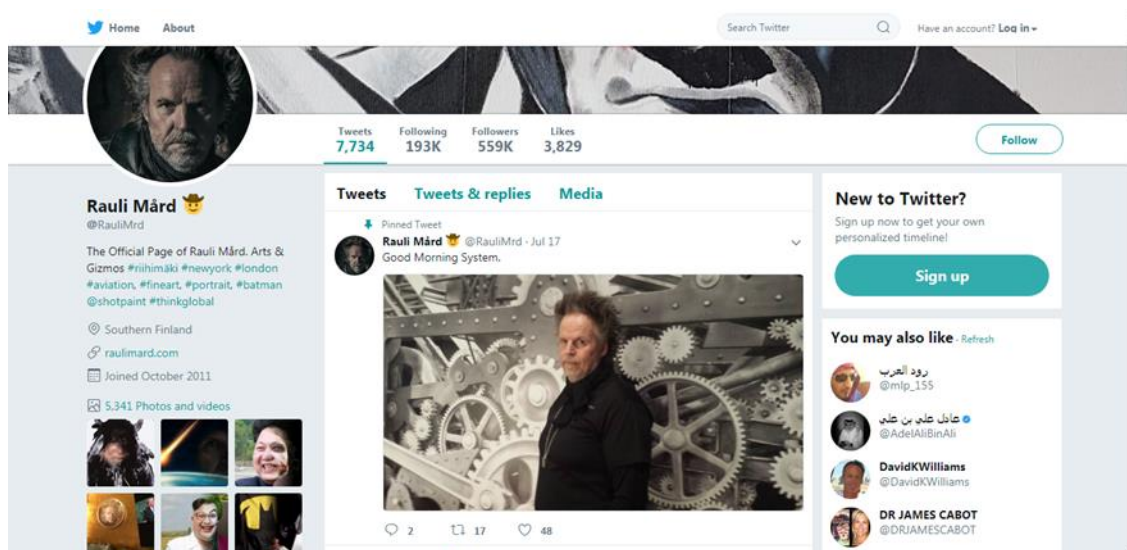 Home About
Search Twitter
Have an account? Log in
Tweets Following Followers Likes
7,734 193K 559K 3,829
Follow
Rauli Mård 🤠
@RauliMrd
The Official Page of Rauli Mård. Arts &
Gizmos #riihimäki #newyork #london
#aviation, #fineart, #portrait, #batman
@shotpaint #thinkglobal
Southern Finland
raulimard.com
Joined October 2011
5,341 Photos and videos
Tweets Tweets & replies Media
Pinned Tweet
Rauli Mård 🤠 @RauliMrd · Jul 17
Good Morning System.
2 17 48
New to Twitter?
Sign up now to get your own
personalized timeline!
Sign up
You may also like · Refresh
رود العرب
@mlp_155
عادل علي بن علي
@AdelAliBinAli
DavidKWilliams
@DavidKWilliams
DR JAMES CABOT
@DRJAMESCABOT